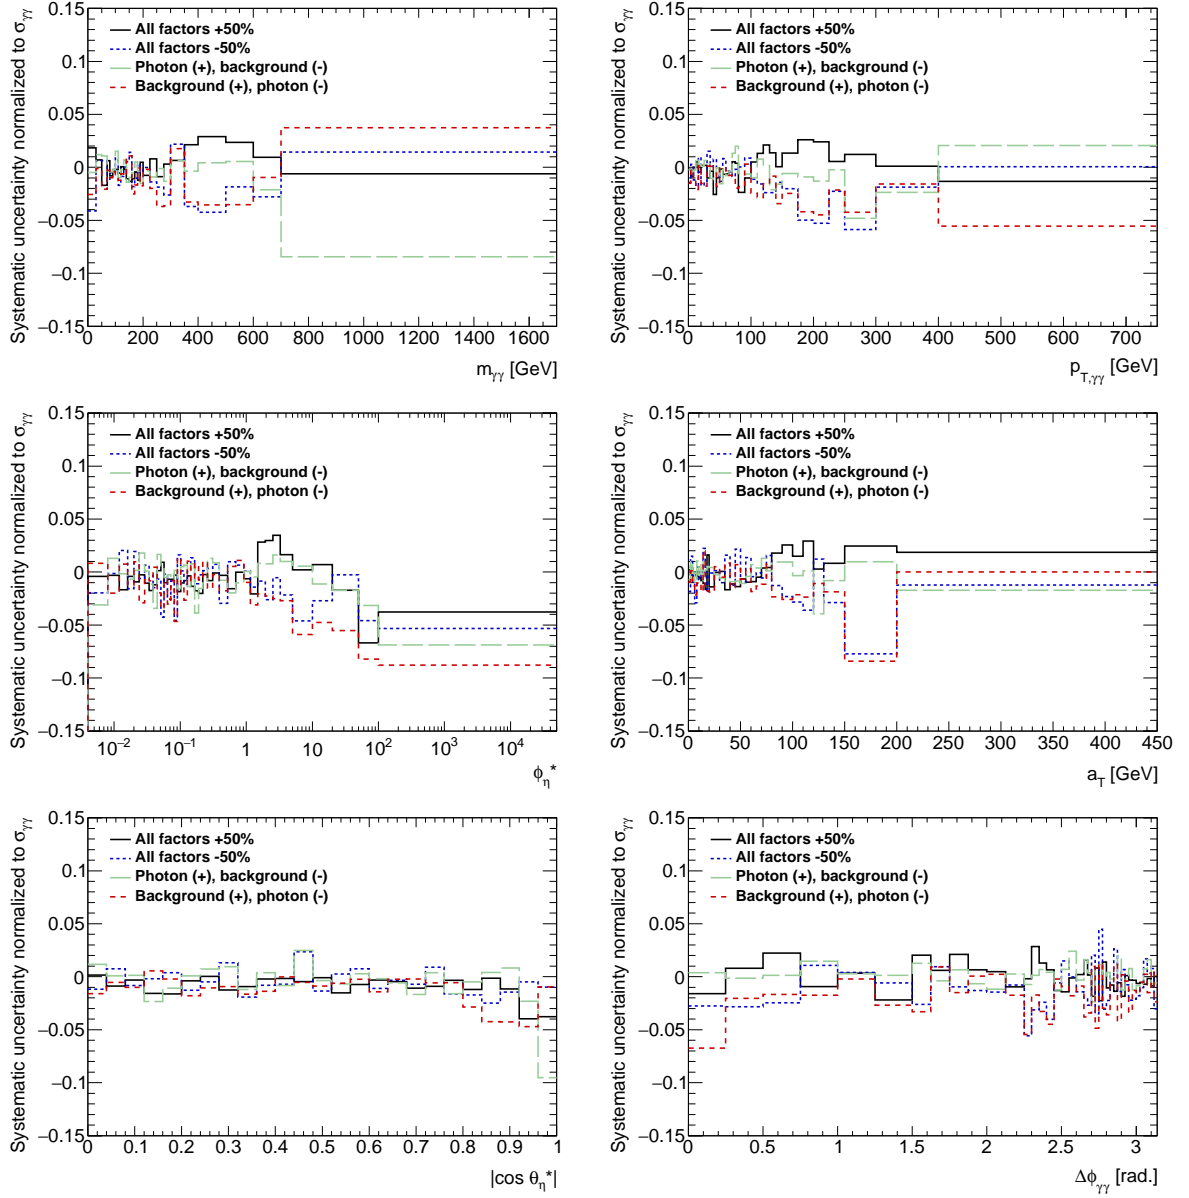 Systematic uncertainty normalized to σγγ
0.15
0.1
0.05
0
−0.05
−0.1
−0.15
All factors +50%
All factors -50%
Photon (+), background (-)
Background (+), photon (-)
0 200 400 600 800 1000 1200 1400 1600
mγγ [GeV]
Systematic uncertainty normalized to σγγ
0.15
0.1
0.05
0
−0.05
−0.1
−0.15
All factors +50%
All factors -50%
Photon (+), background (-)
Background (+), photon (-)
0 100 200 300 400 500 600 700
pT,γγ [GeV]
Systematic uncertainty normalized to σγγ
0.15
0.1
0.05
0
−0.05
−0.1
−0.15
All factors +50%
All factors -50%
Photon (+), background (-)
Background (+), photon (-)
10−2 10−1 1 10 102 103 104
ϕη*
Systematic uncertainty normalized to σγγ
0.15
0.1
0.05
0
−0.05
−0.1
−0.15
All factors +50%
All factors -50%
Photon (+), background (-)
Background (+), photon (-)
0 50 100 150 200 250 300 350 400 450
aT [GeV]
Systematic uncertainty normalized to σγγ
0.15
0.1
0.05
0
−0.05
−0.1
−0.15
All factors +50%
All factors -50%
Photon (+), background (-)
Background (+), photon (-)
0 0.1 0.2 0.3 0.4 0.5 0.6 0.7 0.8 0.9 1
|cos θη*|
Systematic uncertainty normalized to σγγ
0.15
0.1
0.05
0
−0.05
−0.1
−0.15
All factors +50%
All factors -50%
Photon (+), background (-)
Background (+), photon (-)
0 0.5 1 1.5 2 2.5 3
Δϕγγ [rad.]